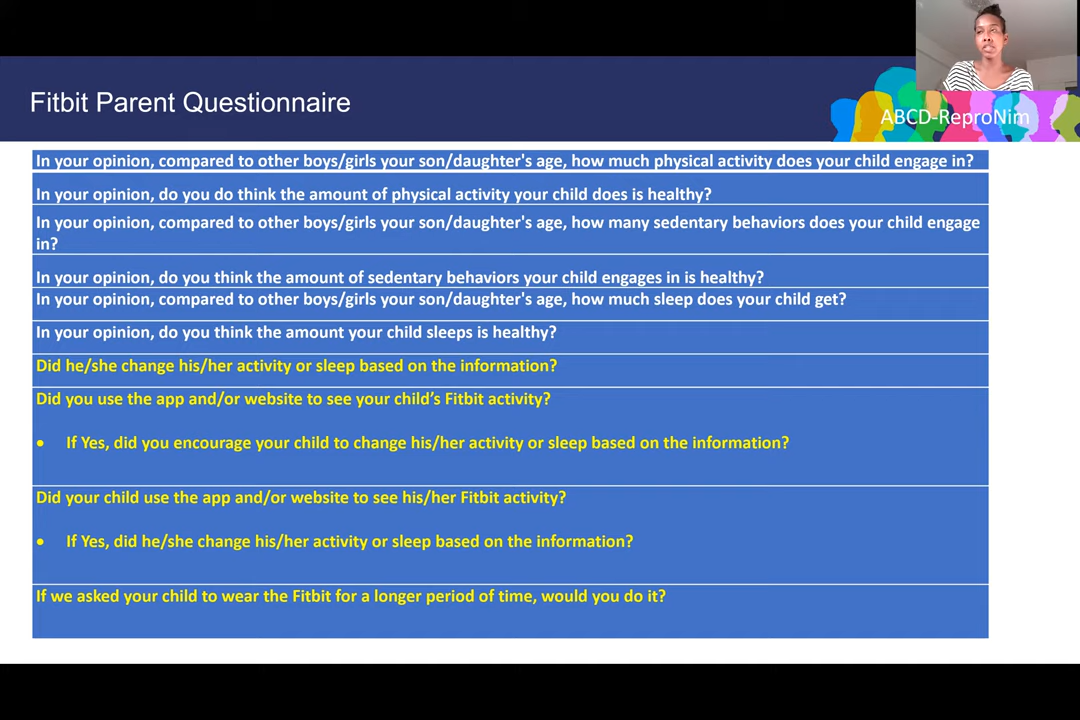 Fitbit Parent Questionnaire
ABCD-ReproNim
In your opinion, compared to other boys/girls your son/daughter's age, how much physical activity does your child engage in?
In your opinion, do you do think the amount of physical activity your child does is healthy?
In your opinion, compared to other boys/girls your son/daughter's age, how many sedentary behaviors does your child engage
in?
In your opinion, do you think the amount of sedentary behaviors your child engages in is healthy?
In your opinion, compared to other boys/girls your son/daughter's age, how much sleep does your child get?
In your opinion, do you think the amount your child sleeps is healthy?
Did he/she change his/her activity or sleep based on the information?
Did you use the app and/or website to see your child’s Fitbit activity?
• If Yes, did you encourage your child to change his/her activity or sleep based on the information?
Did your child use the app and/or website to see his/her Fitbit activity?
• If Yes, did he/she change his/her activity or sleep based on the information?
If we asked your child to wear the Fitbit for a longer period of time, would you do it?